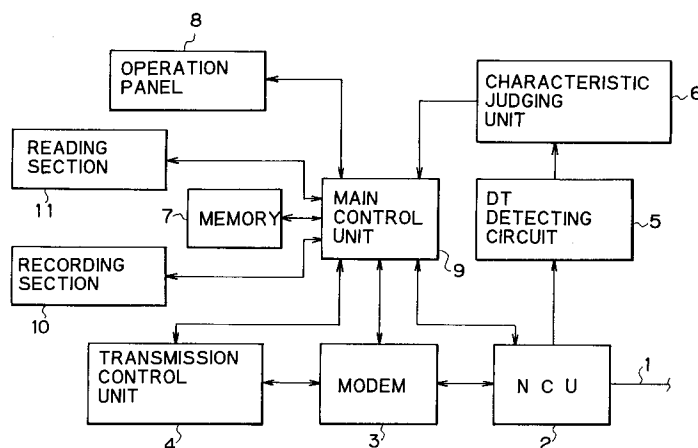 8
OPERATION
PANEL
CHARACTERISTIC
JUDGING
UNIT
6
READING
SECTION
11
7
MEMORY
MAIN
CONTROL
UNIT
9
DT
DETECTING
CIRCUIT
5
RECORDING
SECTION
10
TRANSMISSION
CONTROL
UNIT
4
MODEM
3
N C U
2
1